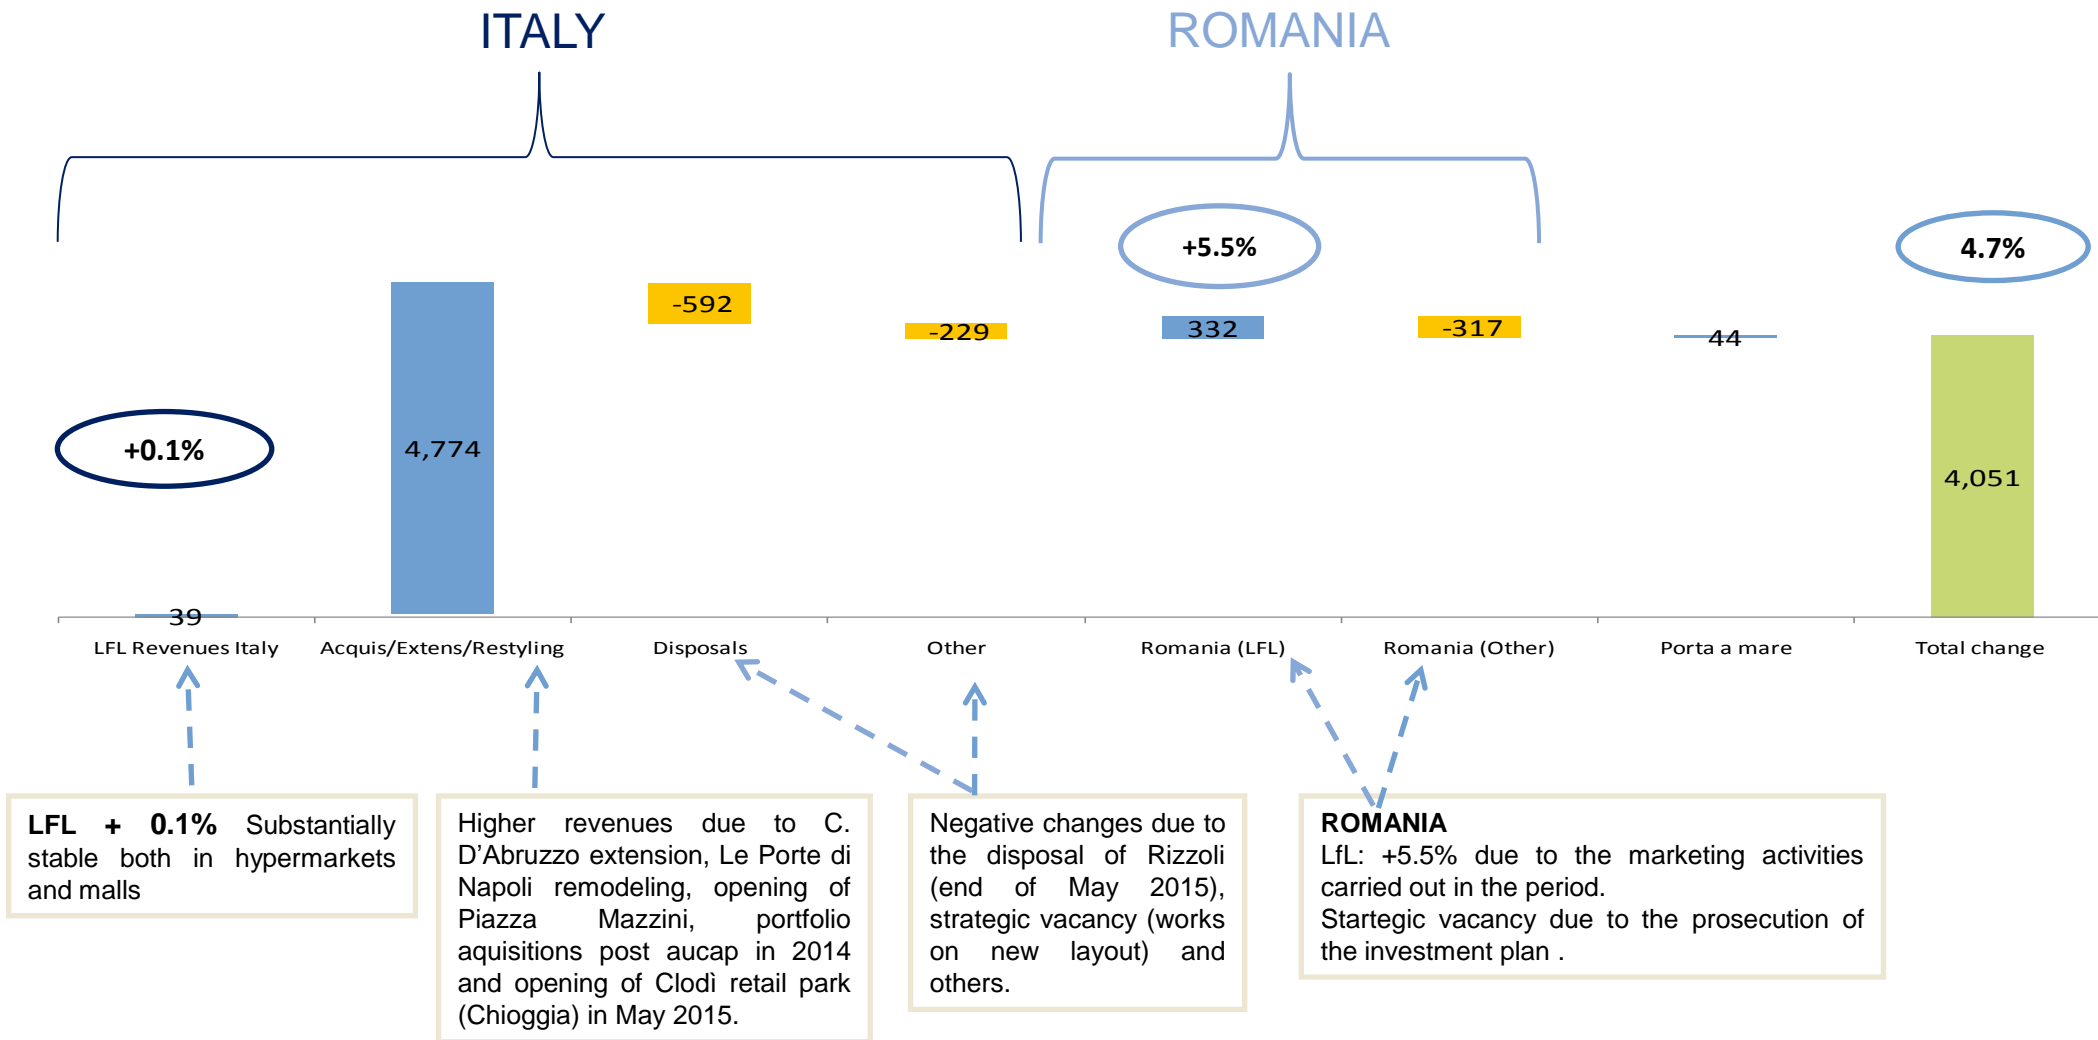 ITALY
ROMANIA
+5.5%
4.7%
-592
-229
332
-317
44
+0.1%
4,774
4,051
39
LFL Revenues Italy
Acquis/Extens/Restyling
Disposals
Other
Romania (LFL)
Romania (Other)
Porta a mare
Total change
LFL + 0.1% Substantially
stable both in hypermarkets
and malls
Higher revenues due to C.
D'Abruzzo extension, Le Porte di
Napoli remodeling, opening of
Piazza Mazzini, portfolio
aquisitions post aucap in 2014
and opening of Clodì retail park
(Chioggia) in May 2015.
Negative changes due to
the disposal of Rizzoli
(end of May 2015),
strategic vacancy (works
on new layout) and
others.
ROMANIA
LfL: +5.5% due to the marketing activities
carried out in the period.
Startegic vacancy due to the prosecution of
the investment plan .